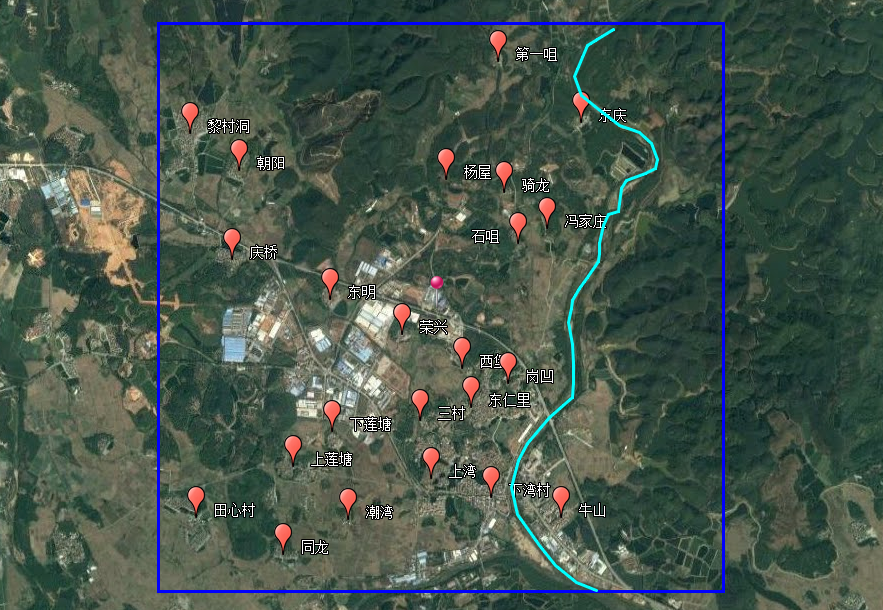 第一咀
东庆
黎村洞
朝阳
杨屋
骑龙
冯家庄
石咀
庆桥
东明
荣兴
西堡
岗凹
东仁里
三村
下莲塘
上莲塘
上湾
下湾村
田心村
潮湾
牛山
同龙